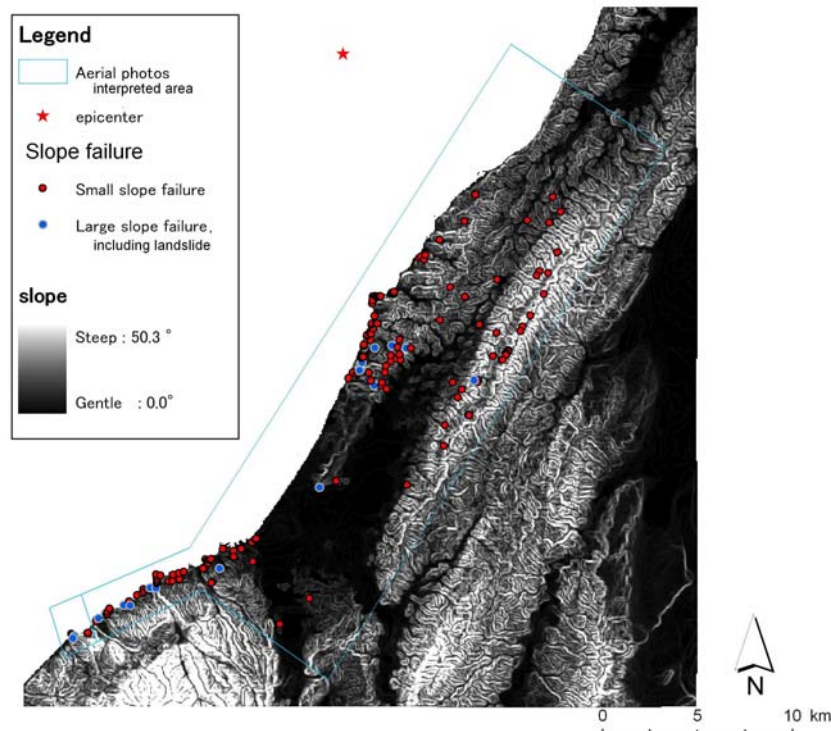 Legend
Aerial photos
interpreted area
epicenter
Slope failure
Small slope failure
Large slope failure,
including landslide
slope
Steep : 50.3 °
Gentle : 0.0°
N
0 5 10 km